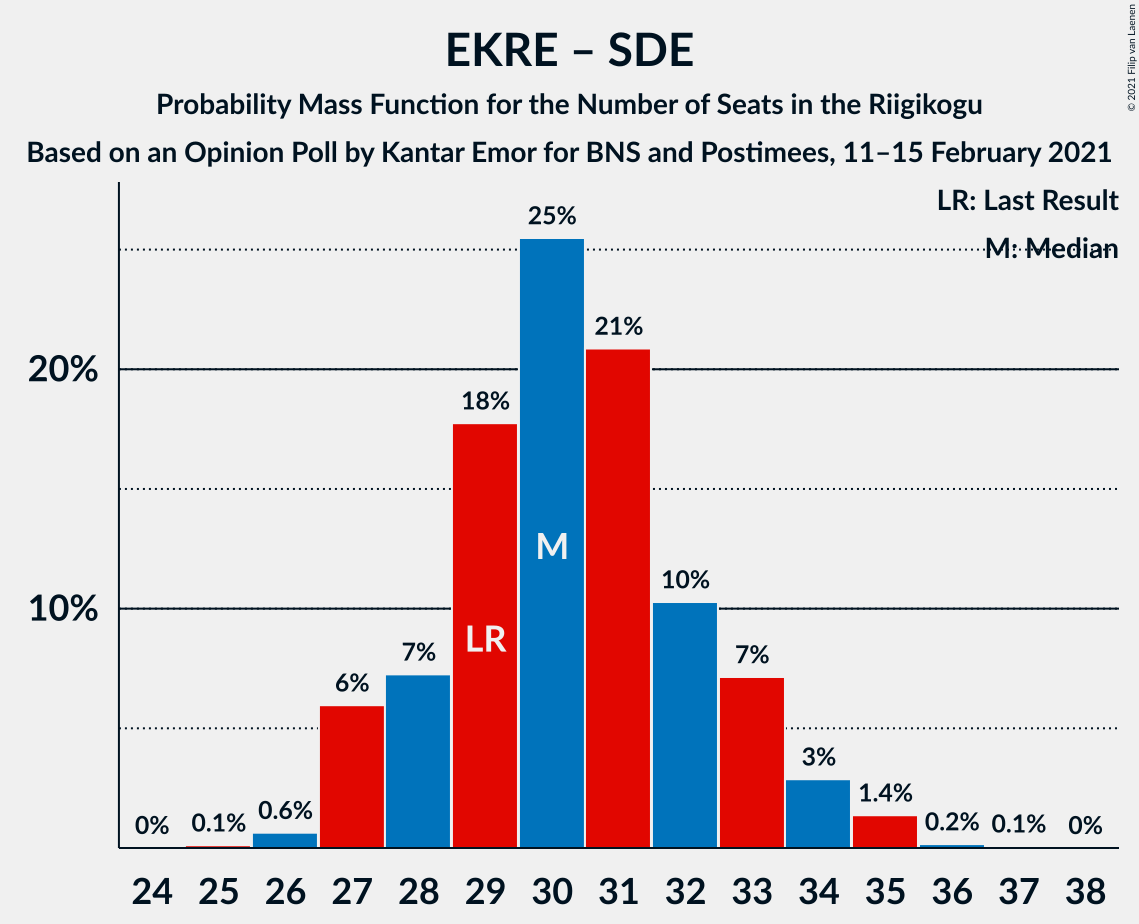 EKRE – SDE
Probability Mass Function for the Number of Seats in the Riigikogu
Based on an Opinion Poll by Kantar Emor for BNS and Postimees, 11–15 February 2021
© 2021 Filip van Laenen
LR: Last Result
M: Median
20%
10%
0%
0.1%
0.6%
6%
7%
18%
25%
21%
10%
7%
3%
1.4%
0.2%
0.1%
0%
LR
M
24 25 26 27 28 29 30 31 32 33 34 35 36 37 38